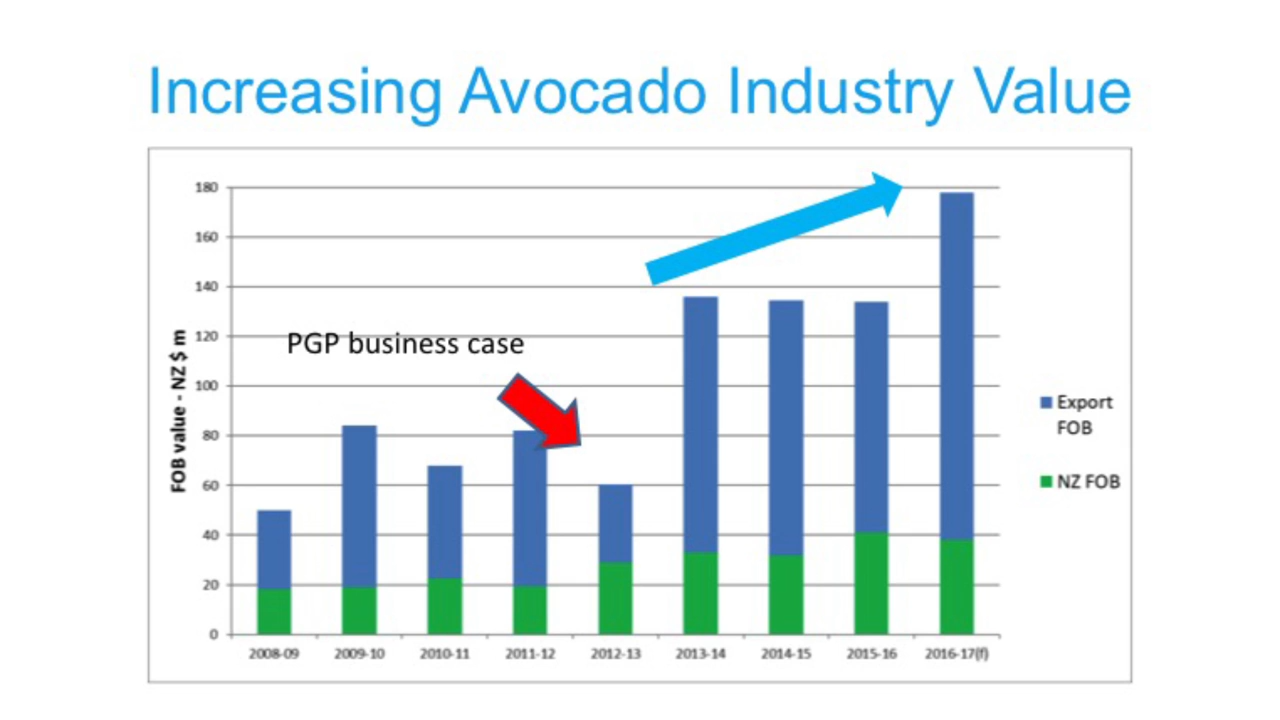 Increasing Avocado Industry Value
180
160
140
120
100
80
60
40
20
0
FOB value - NZ $ m
PGP business case
Export
FOB
NZ FOB
2008-09 2009-10 2010-11 2011-12 2012-13 2013-14 2014-15 2015-16 2016-17(f)